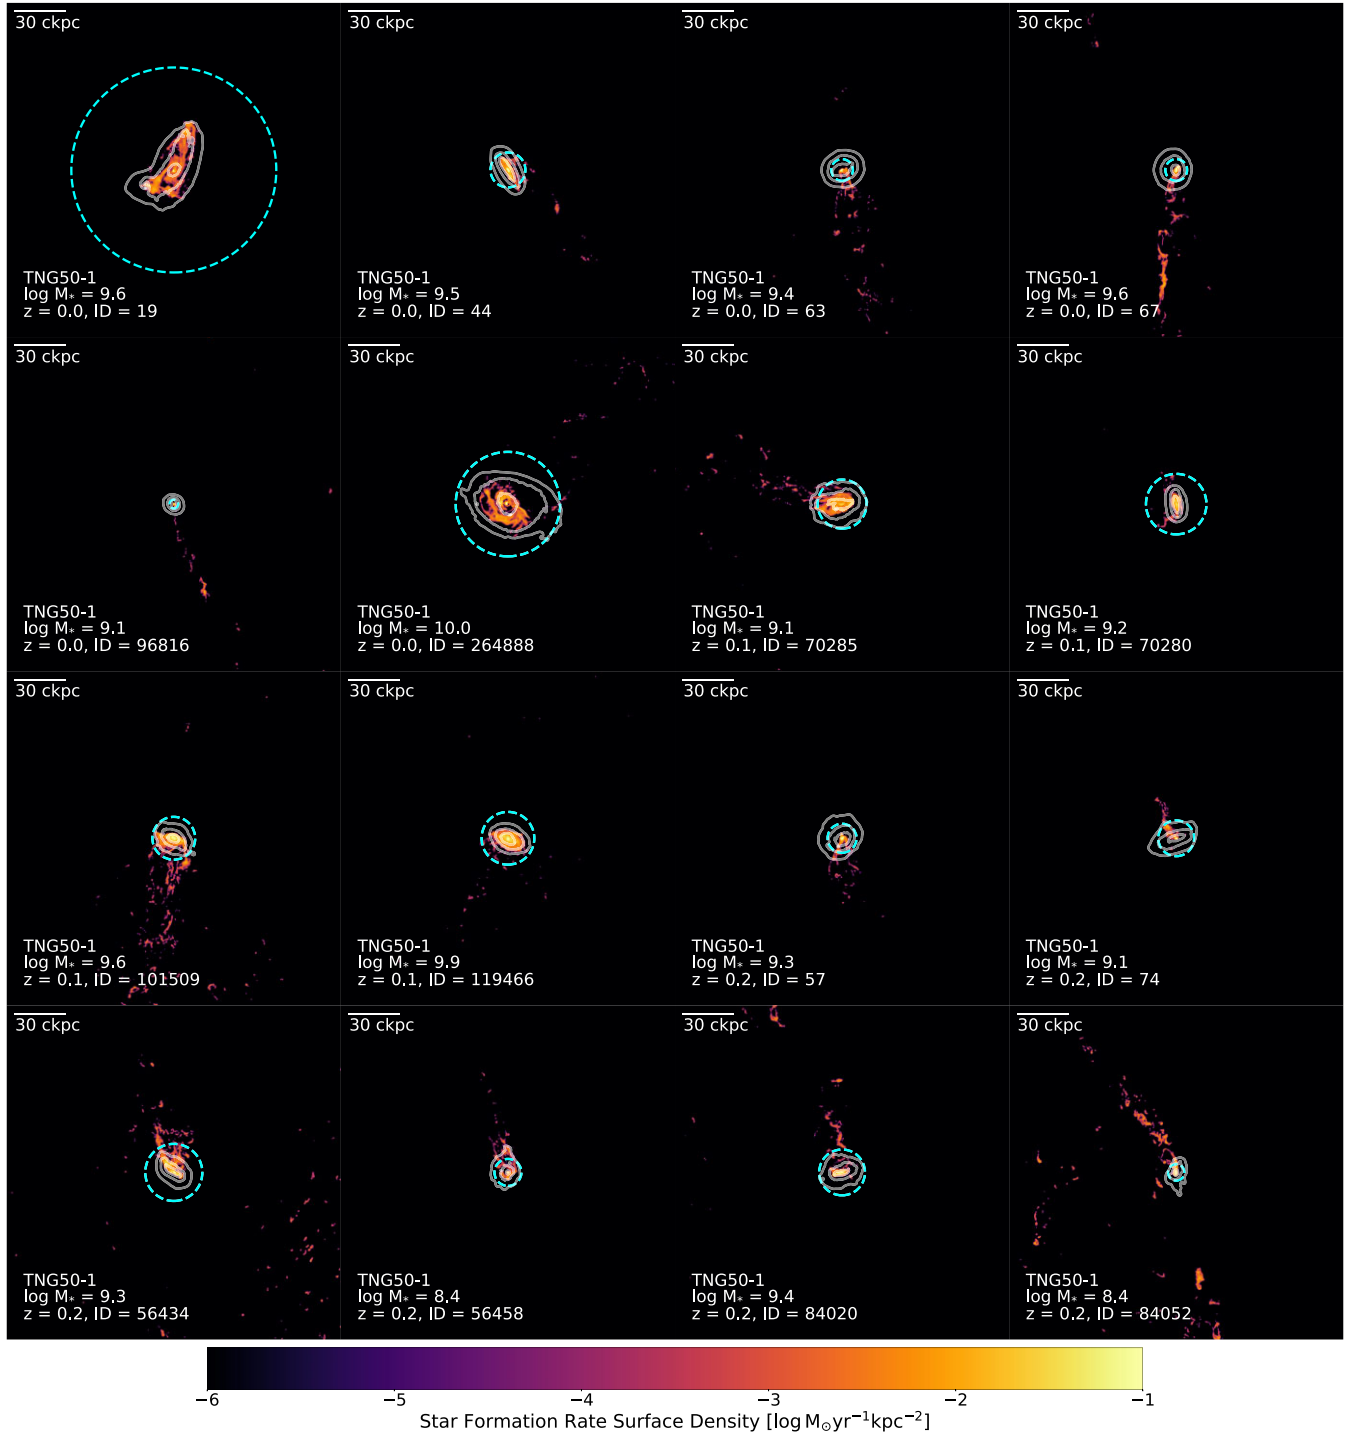 30 ckpc
TNG50-1
log M* = 9.6
z = 0.0, ID = 19
30 ckpc
TNG50-1
log M* = 9.5
z = 0.0, ID = 44
30 ckpc
TNG50-1
log M* = 9.4
z = 0.0, ID = 63
30 ckpc
TNG50-1
log M* = 9.6
z = 0.0, ID = 67
30 ckpc
TNG50-1
log M* = 9.1
z = 0.0, ID = 96816
30 ckpc
TNG50-1
log M* = 10.0
z = 0.0, ID = 264888
30 ckpc
TNG50-1
log M* = 9.1
z = 0.1, ID = 70285
30 ckpc
TNG50-1
log M* = 9.2
z = 0.1, ID = 70280
30 ckpc
TNG50-1
log M* = 9.6
z = 0.1, ID = 101509
30 ckpc
TNG50-1
log M* = 9.9
z = 0.1, ID = 119466
30 ckpc
TNG50-1
log M* = 9.3
z = 0.2, ID = 57
30 ckpc
TNG50-1
log M* = 9.1
z = 0.2, ID = 74
30 ckpc
TNG50-1
log M* = 9.3
z = 0.2, ID = 56434
30 ckpc
TNG50-1
log M* = 8.4
z = 0.2, ID = 56458
30 ckpc
TNG50-1
log M* = 9.4
z = 0.2, ID = 84020
30 ckpc
TNG50-1
log M* = 8.4
z = 0.2, ID = 84052
−6 −5 −4 −3 −2 −1
Star Formation Rate Surface Density [log M⊙yr⁻¹kpc⁻²]